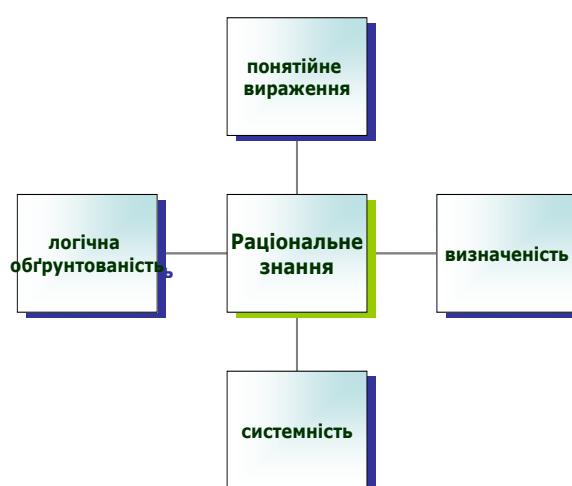 понятійне
вираження
логічна
обґрунтованість
Раціональне
знання
визначеність
системність